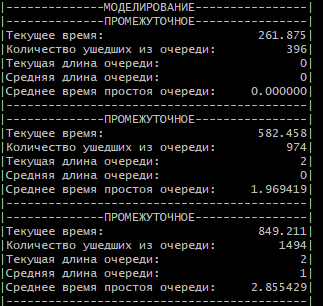 |--------------МОДЕЛИРОВАНИЕ----------------|
|--------------ПРОМЕЖУТОЧНОЕ----------------|
|Текущее время: 261.875|
|Количество ушедших из очереди: 396|
|Текущая длина очереди: 0|
|Средняя длина очереди: 0|
|Среднее время простоя очереди: 0.000000|
|-------------------------------------------|
|--------------ПРОМЕЖУТОЧНОЕ----------------|
|Текущее время: 582.458|
|Количество ушедших из очереди: 974|
|Текущая длина очереди: 2|
|Средняя длина очереди: 0|
|Среднее время простоя очереди: 1.969419|
|-------------------------------------------|
|--------------ПРОМЕЖУТОЧНОЕ----------------|
|Текущее время: 849.211|
|Количество ушедших из очереди: 1494|
|Текущая длина очереди: 2|
|Средняя длина очереди: 1|
|Среднее время простоя очереди: 2.855429|
|-------------------------------------------|